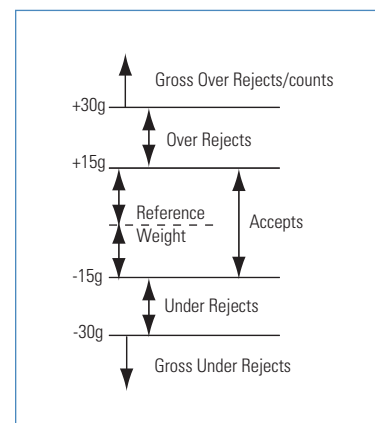 Gross Over Rejects/counts
+30g
Over Rejects
+15g
Reference
Accepts
Weight
-15g
Under Rejects
-30g
Gross Under Rejects